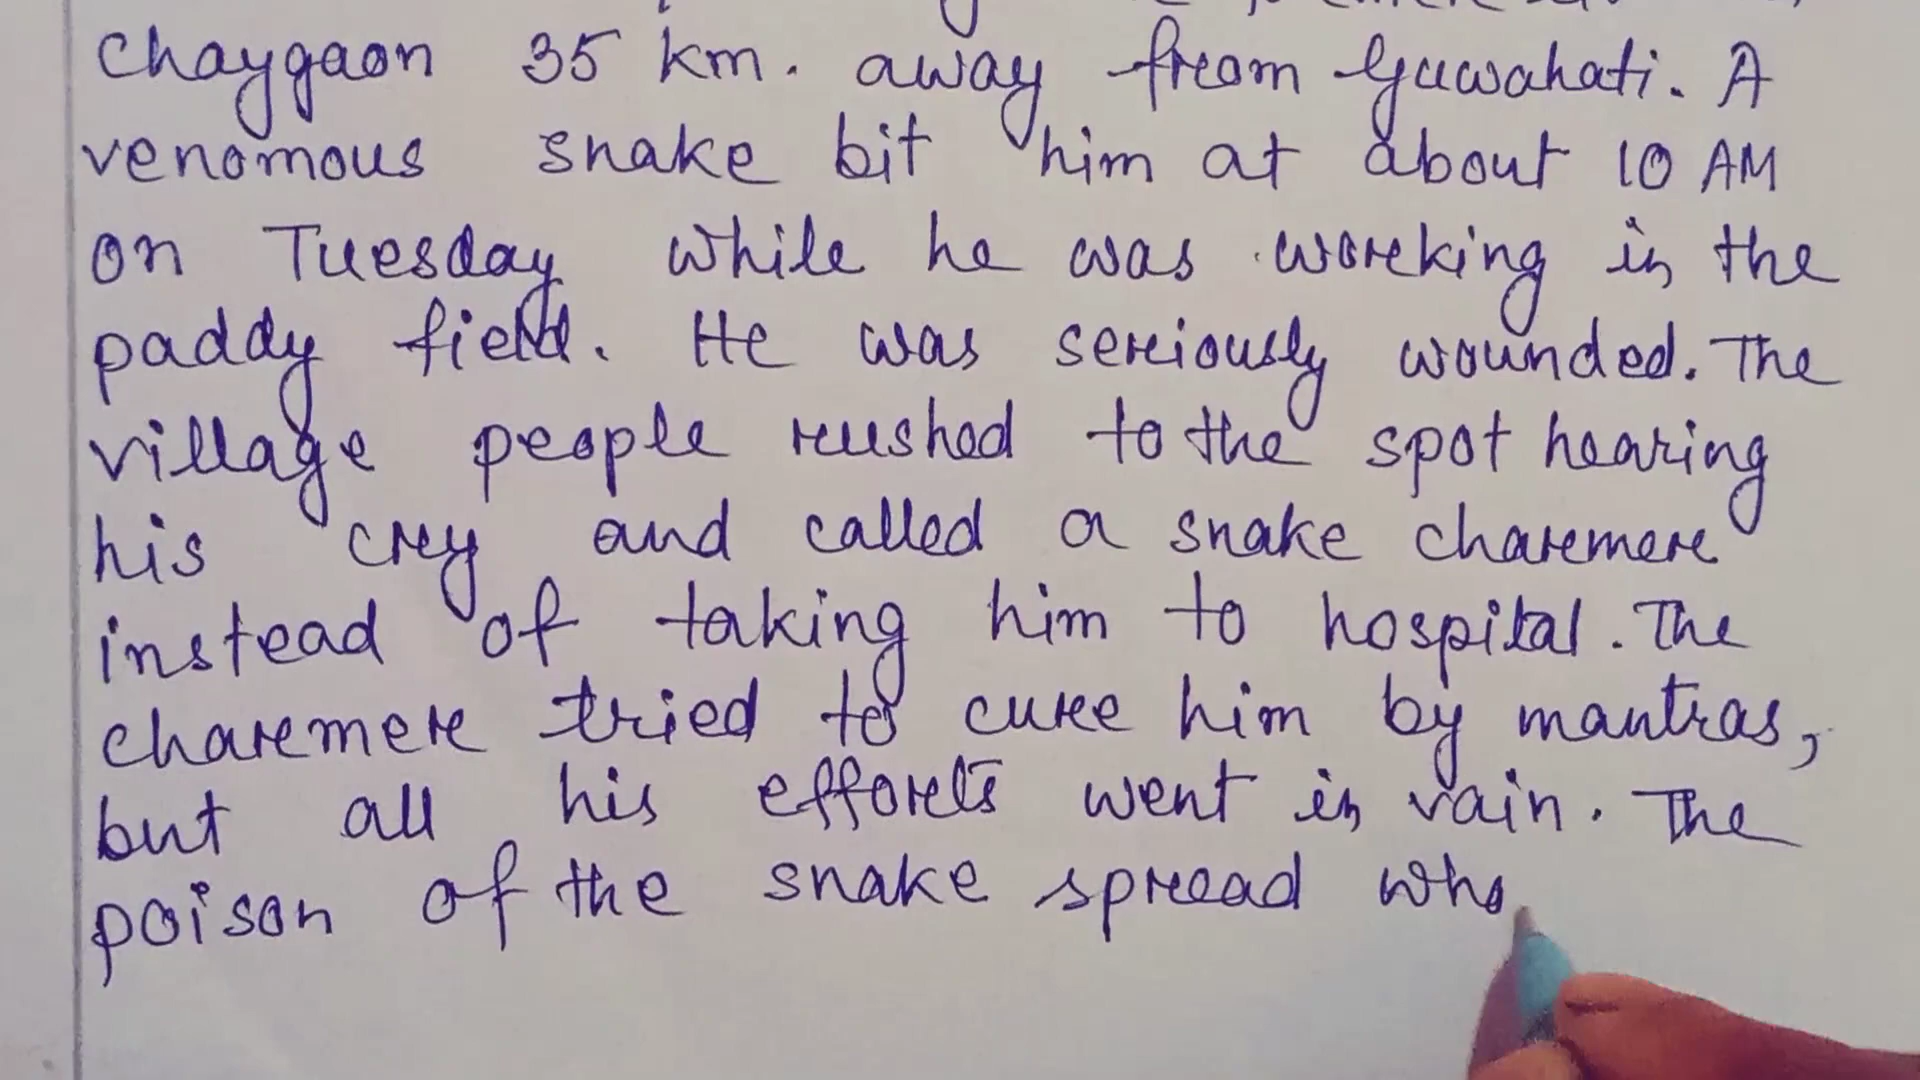 Chaygaon 35 km. away from Guwahati. A
venomous snake bit him at about 10 AM
on Tuesday while he was working in the
paddy field. He was seriously wounded. The
village people rushed to the spot hearing
his cry and called a snake charmer
instead of taking him to hospital. The
charmer tried to cure him by mantras,
but all his efforts went in vain. The
poison of the snake spread who